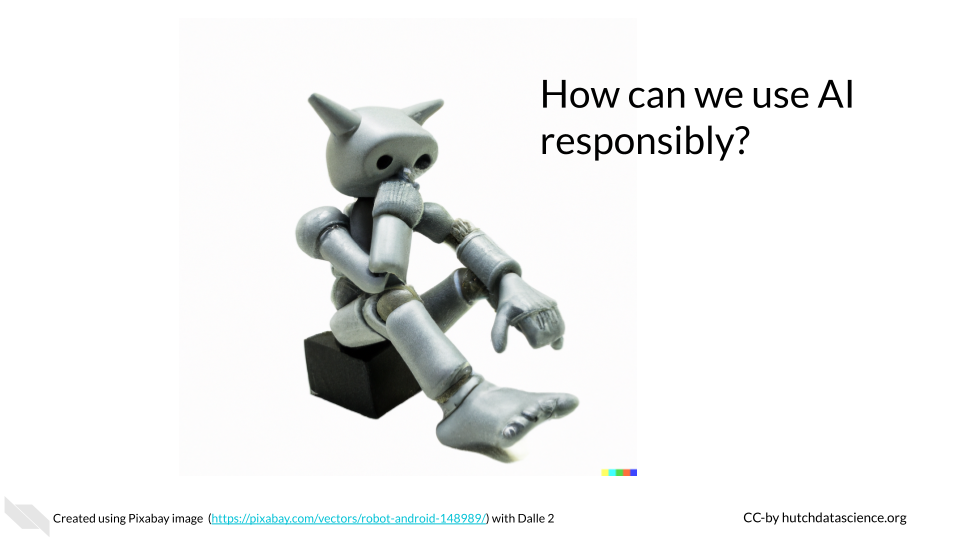 How can we use AI
responsibly?
Created using Pixabay image  (https://pixabay.com/vectors/robot-android-148989/) with Dalle 2
CC-by hutchdatascience.org